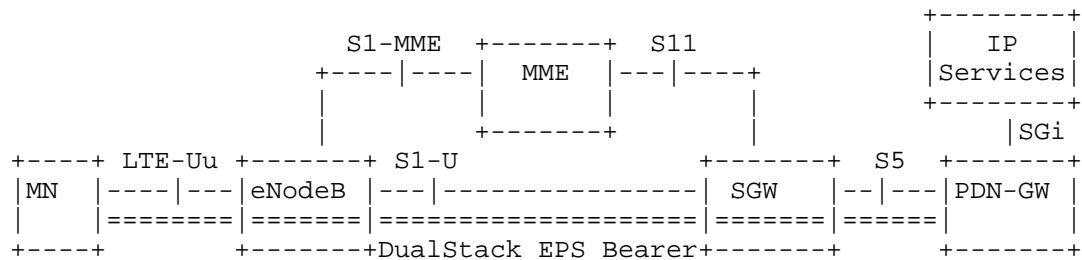 S1-MME S11 IP
MME Services
SGi
LTE-Uu S1-U S5
MN eNodeB SGW PDN-GW
DualStack EPS Bearer